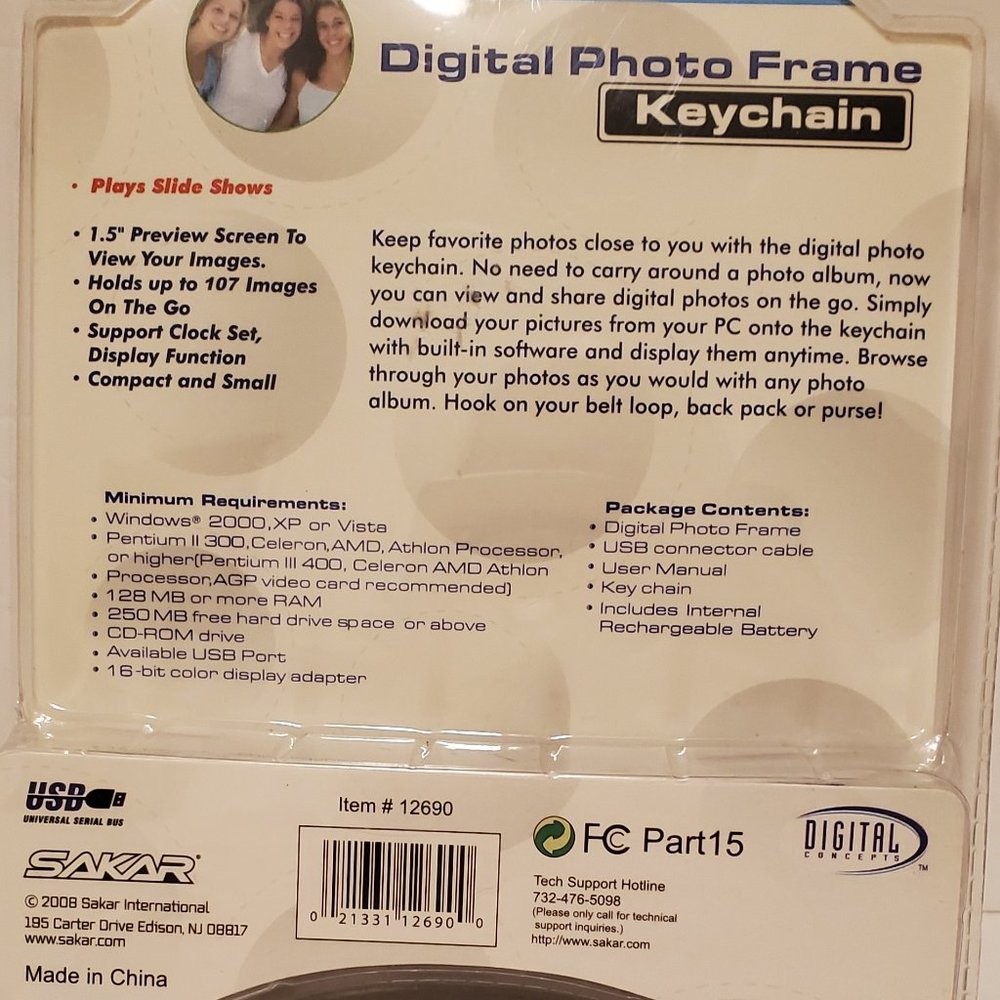 Digital Photo Frame
Keychain
• Plays Slide Shows
• 1.5" Preview Screen To
View Your Images.
• Holds up to 107 Images
On The Go
• Support Clock Set,
Display Function
• Compact and Small
Keep favorite photos close to you with the digital photo
keychain. No need to carry around a photo album, now
you can view and share digital photos on the go. Simply
download your pictures from your PC onto the keychain
with built-in software and display them anytime. Browse
through your photos as you would with any photo
album. Hook on your belt loop, back pack or purse!
Minimum Requirements:
• Windows® 2000,XP or Vista
• Pentium II 300,Celeron,AMD, Athlon Processor,
or higher(Pentium III 400, Celeron AMD Athlon
• Processor,AGP video card recommended)
• 128 MB or more RAM
• 250 MB free hard drive space or above
• CD-ROM drive
• Available USB Port
• 16-bit color display adapter
Package Contents:
• Digital Photo Frame
• USB connector cable
• User Manual
• Key chain
• Includes Internal
Rechargeable Battery
USB
UNIVERSAL SERIAL BUS
SAKAR®
© 2008 Sakar International
195 Carter Drive Edison, NJ 08817
www.sakar.com
Made in China
Item # 12690
0 21331 12690 0
FC Part15
Tech Support Hotline
732-476-5098
(Please only call for technical
support inquiries.)
http://www.sakar.com
DIGITAL
CONCEPTS
TM